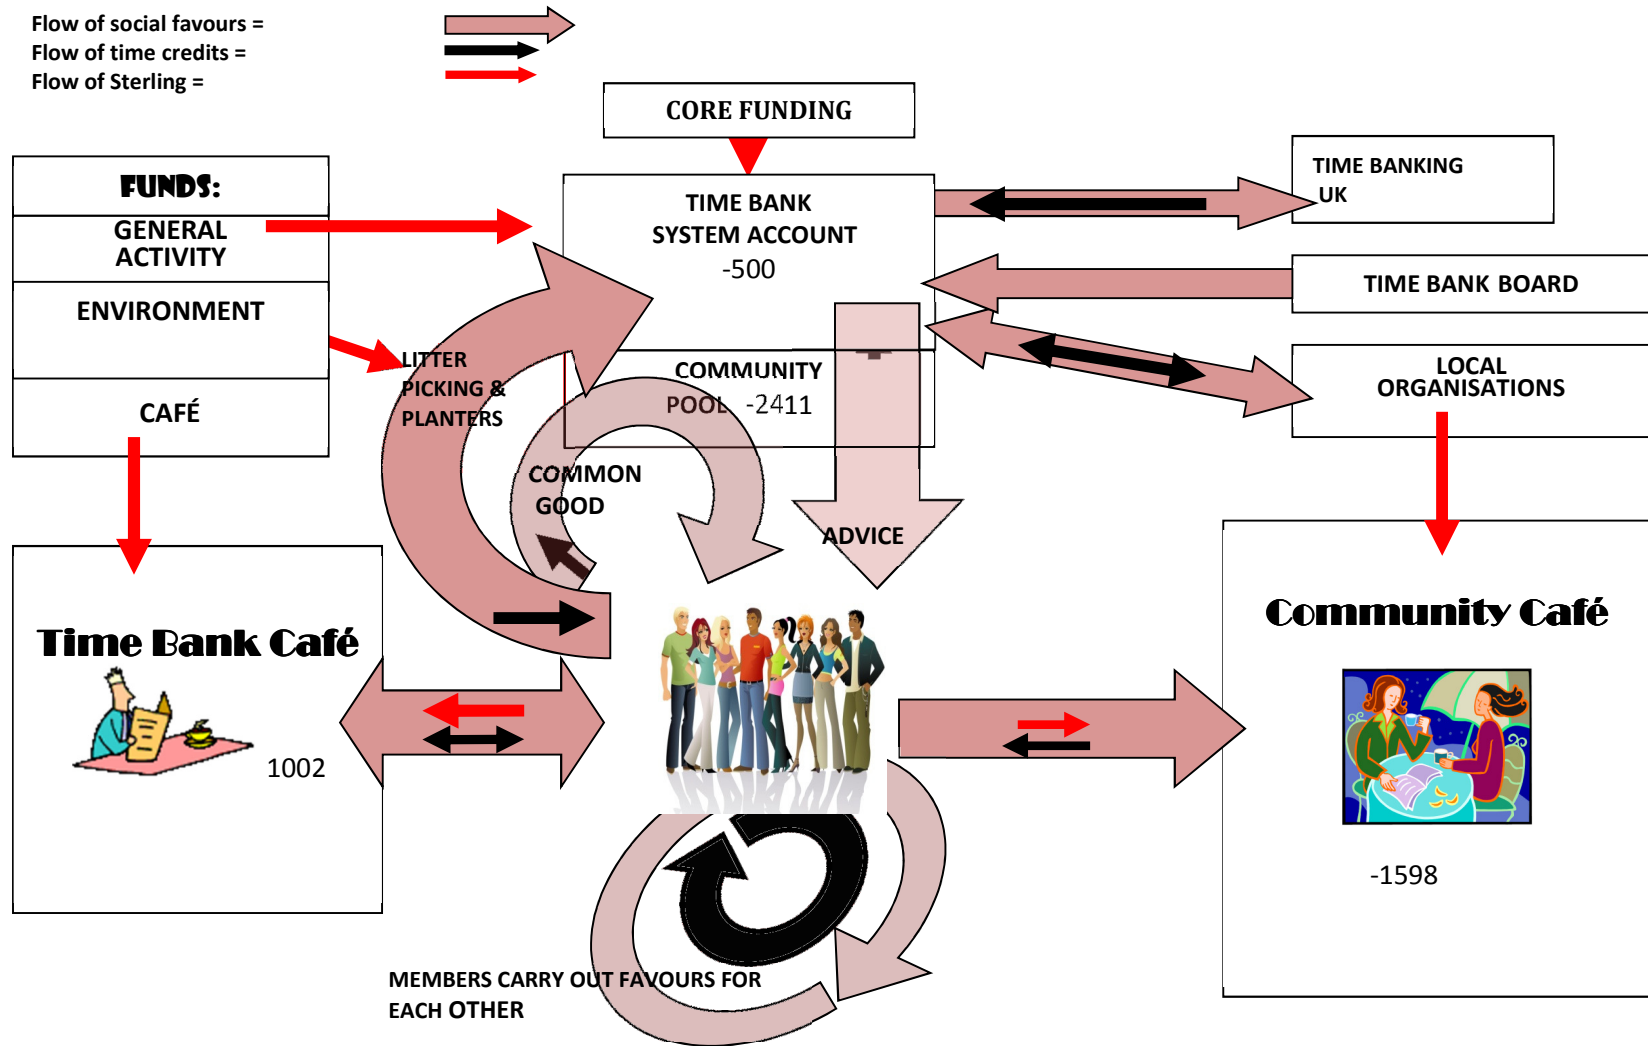 Flow of social favours =
Flow of time credits =
Flow of Sterling =
CORE FUNDING
FUNDS:
GENERAL
ACTIVITY
ENVIRONMENT
CAFÉ
TIME BANK
SYSTEM ACCOUNT
-500
COMMUNITY
POOL -2411
TIME BANKING
UK
TIME BANK BOARD
LOCAL
ORGANISATIONS
LITTER
PICKING &
PLANTERS
COMMON
GOOD
ADVICE
Time Bank Café
1002
Community Café
-1598
MEMBERS CARRY OUT FAVOURS FOR
EACH OTHER